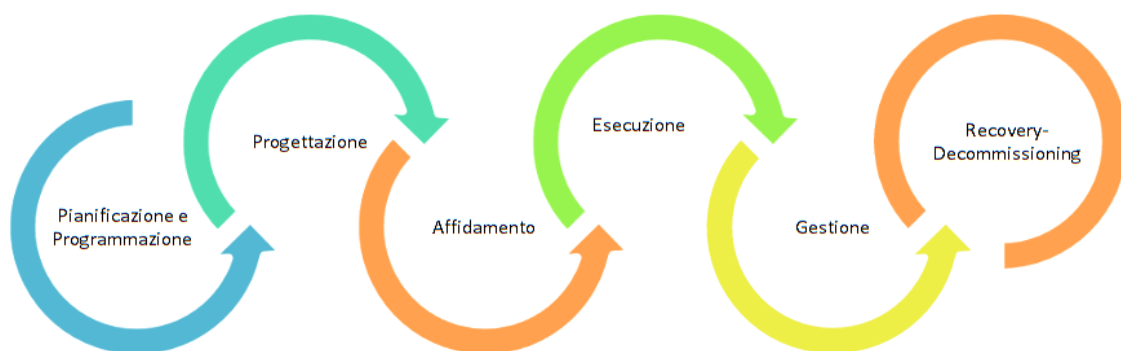 Pianificazione e
Programmazione
Progettazione
Affidamento
Esecuzione
Gestione
Recovery-
Decommissioning